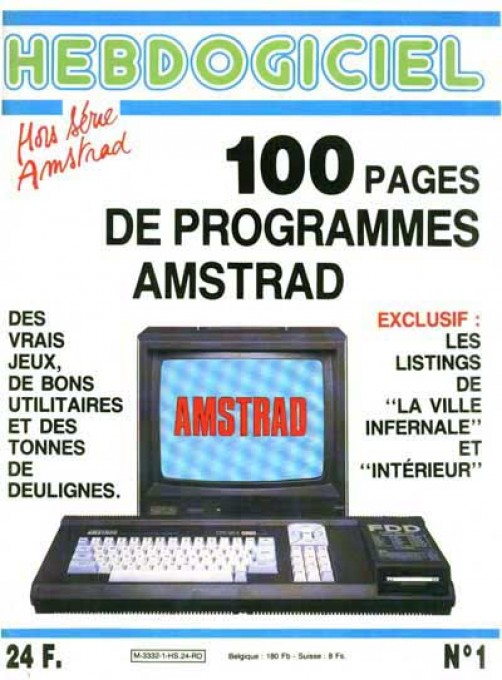 HEBDOGICIEL
Hors Série
Amstrad
100 PAGES
DE PROGRAMMES
AMSTRAD
DES
VRAIS
JEUX,
DE BONS
UTILITAIRES
ET DES
TONNES
DE
DEULIGNES.
EXCLUSIF :
LES
LISTINGS
DE
"LA VILLE
INFERNALE"
ET
"INTÉRIEUR"
AMSTRAD
AMSTRAD
FDD
24 F.
M-3332-1-HS.24-RD
Belgique : 180 Fb - Suisse : 8 Fs.
N° 1